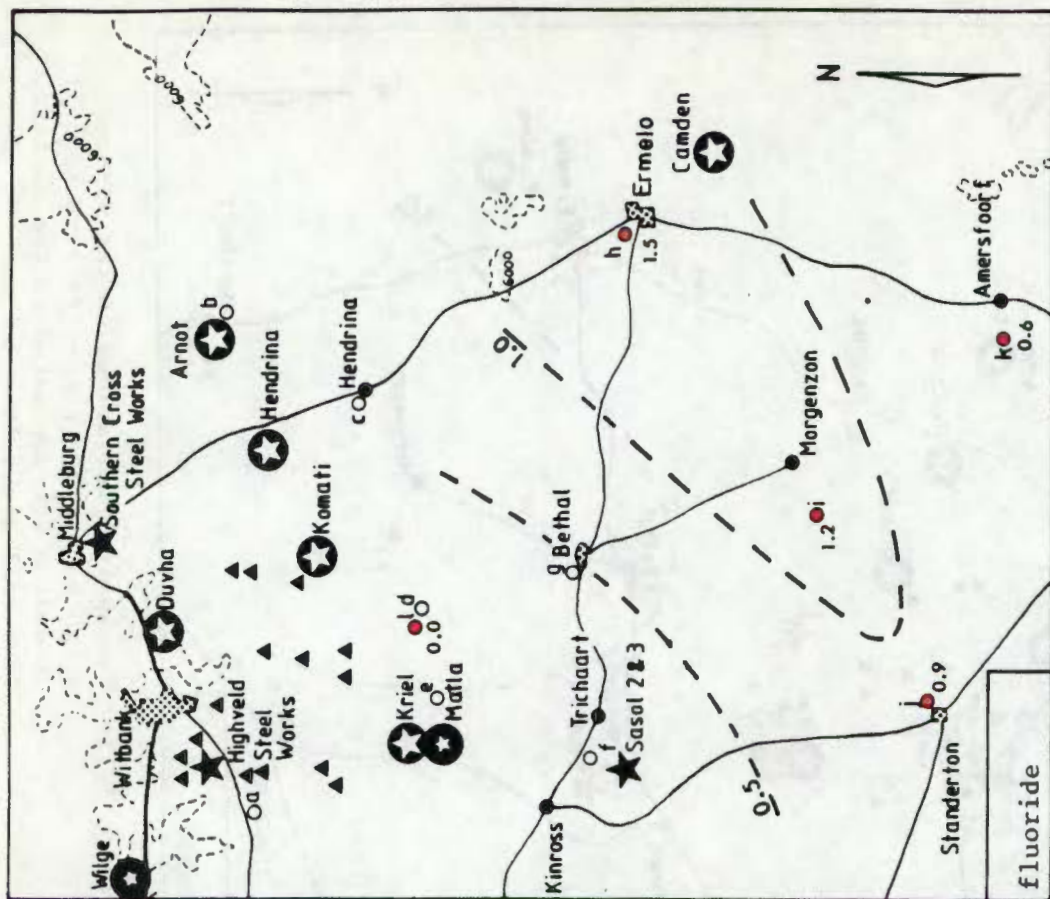 6000
6000
Middleburg
Southern Cross
Steel Works
Wilge
Witbank
Duvha
Arnot
b
Highveld
Steel
Works
a
Hendrina
Komati
Hendrina
c
l d
0.0
Kriel
e
Matla
6000
h
Ermelo
1.5
Camden
N
1.0
g
Bethal
Trichaart
f
Sasol 2 & 3
Kinross
Morgenzon
i
1.2
0.5
j
0.9
Standerton
Amersfoort
k
0.6
fluoride